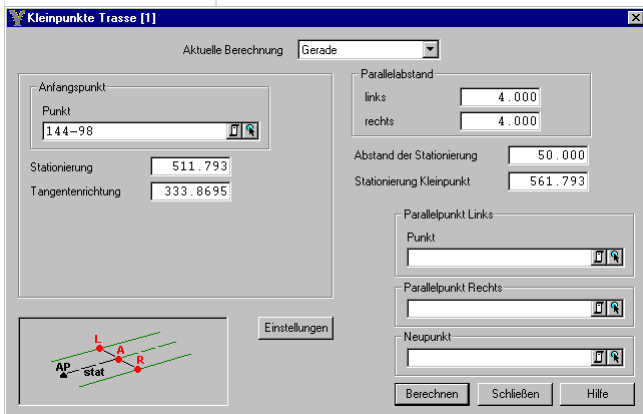 Kleinpunkte Trasse [1]
Aktuelle Berechnung Gerade
Anfangspunkt
Punkt
144-98
Stationierung 511.793
Tangentenrichtung 333.8695
Parallelabstand
links 4.000
rechts 4.000
Abstand der Stationierung 50.000
Stationierung Kleinpunkt 561.793
Parallelpunkt Links
Punkt
Parallelpunkt Rechts
Neupunkt
Einstellungen
L
A
R
AP
stat
Berechnen Schließen Hilfe